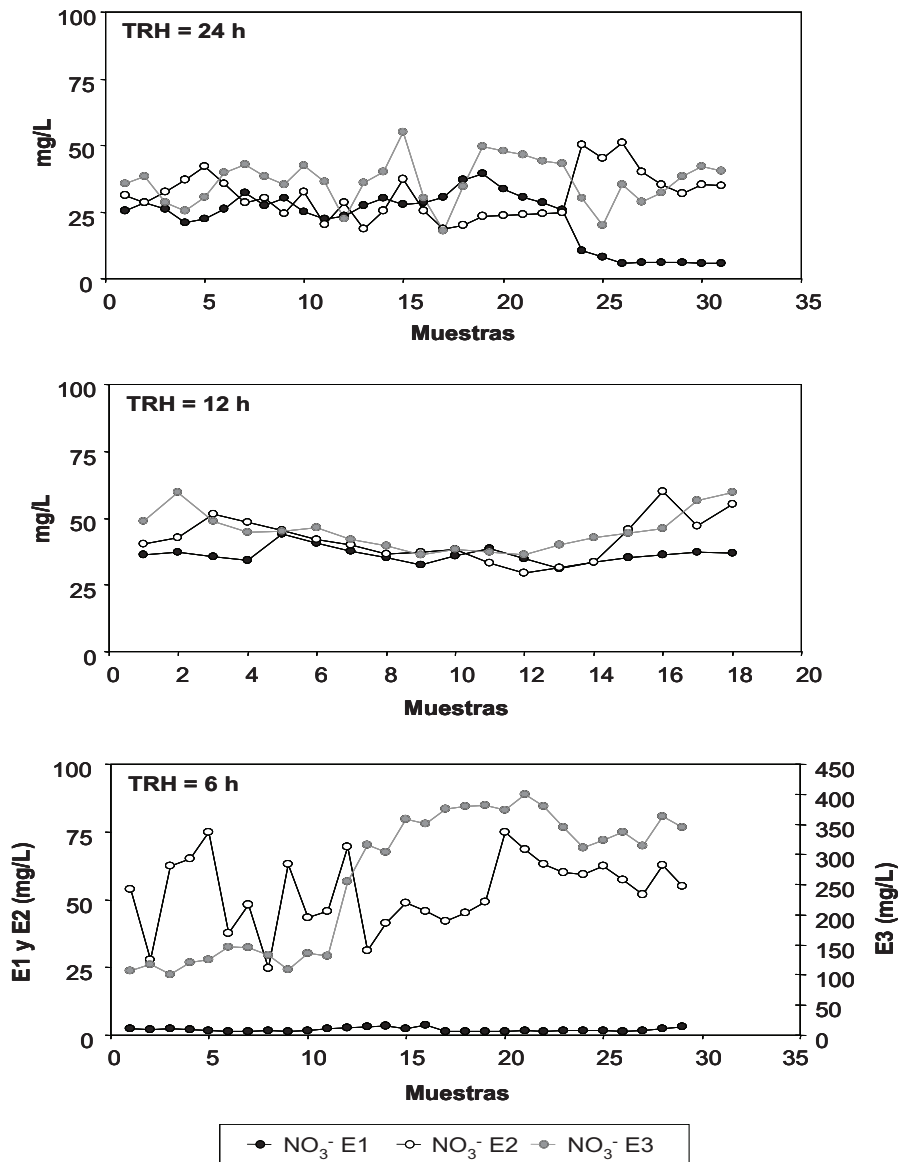 TRH = 24 h
100
75
50
25
0
mg/L
0 5 10 15 20 25 30 35
Muestras
TRH = 12 h
100
75
50
25
0
mg/L
0 2 4 6 8 10 12 14 16 18 20
Muestras
TRH = 6 h
100
75
50
25
0
E1 y E2 (mg/L)
450
400
350
300
250
200
150
100
50
0
E3 (mg/L)
0 5 10 15 20 25 30 35
Muestras
NO₃⁻ E1 NO₃⁻ E2 NO₃⁻ E3